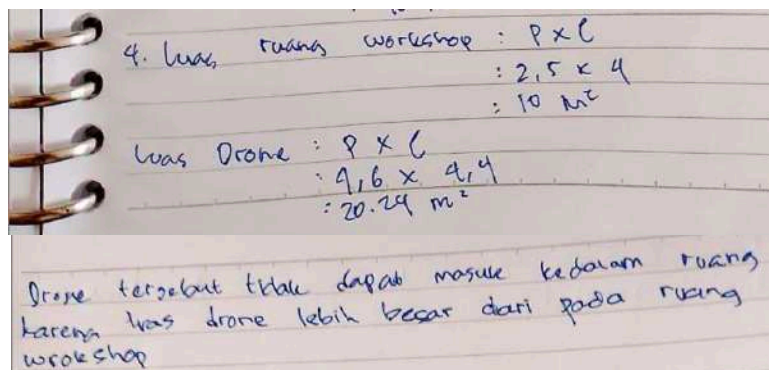 4. luas ruang workshop : P x l
: 2,5 x 4
: 10 m²
luas Drone : P x l
: 4,6 x 4,4
: 20.24 m²
Drone tersebut tidak dapat masuk kedalam ruang
karena luas drone lebih besar dari pada ruang
wrokshop